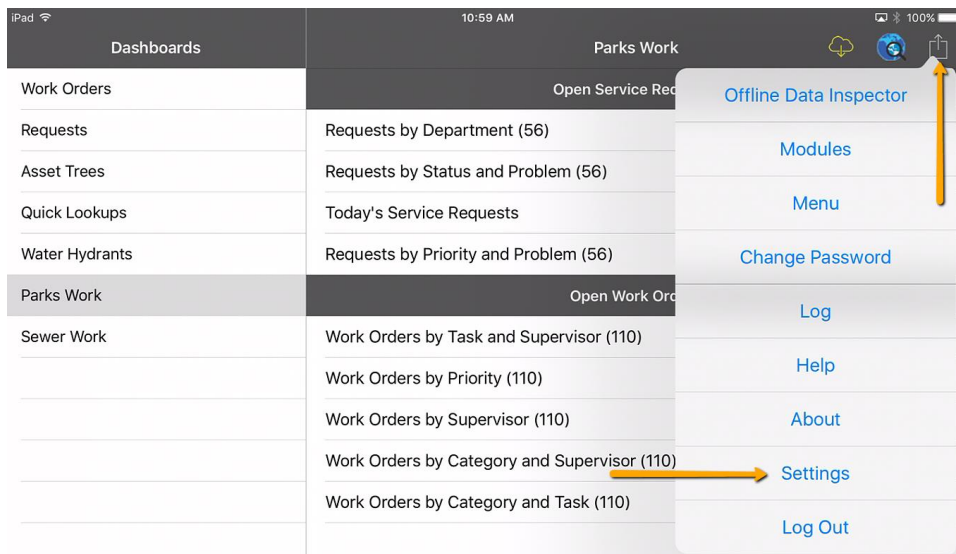 iPad 10:59 AM 100%
Dashboards
Parks Work
Work Orders
Requests
Asset Trees
Quick Lookups
Water Hydrants
Parks Work
Sewer Work
Open Service Req
Requests by Department (56)
Requests by Status and Problem (56)
Today's Service Requests
Requests by Priority and Problem (56)
Open Work Ord
Work Orders by Task and Supervisor (110)
Work Orders by Priority (110)
Work Orders by Supervisor (110)
Work Orders by Category and Supervisor (110)
Work Orders by Category and Task (110)
Offline Data Inspector
Modules
Menu
Change Password
Log
Help
About
Settings
Log Out